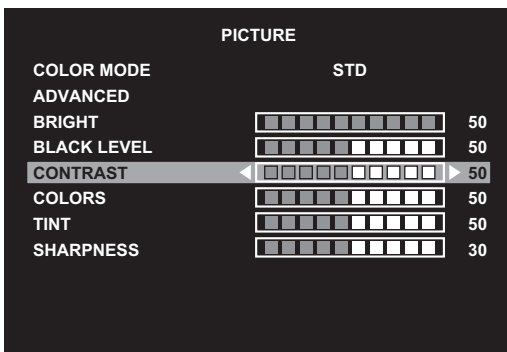 PICTURE
COLOR MODE STD
ADVANCED
BRIGHT 50
BLACK LEVEL 50
CONTRAST 50
COLORS 50
TINT 50
SHARPNESS 30